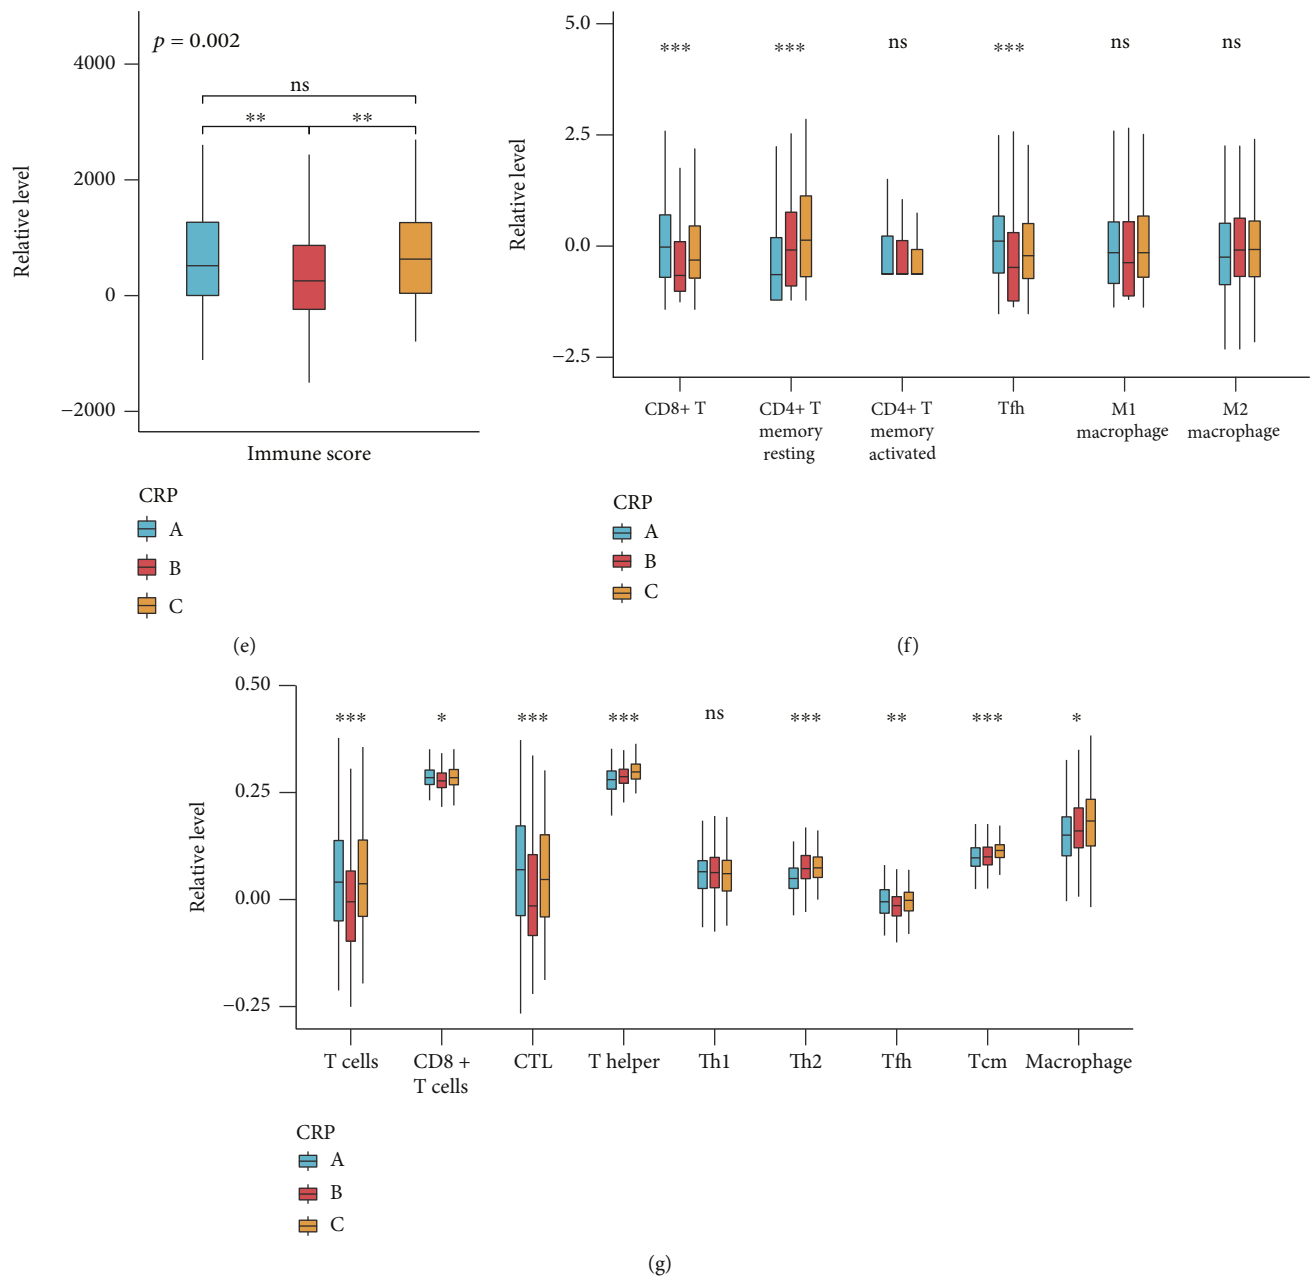 4000
2000
0
−2000
Relative level
p = 0.002
ns
**
**
Immune score
CRP
A
B
C
(e)
5.0
2.5
0.0
−2.5
Relative level
***
***
ns
***
ns
ns
CD8+ T
CD4+ T
memory
resting
CD4+ T
memory
activated
Tfh
M1
macrophage
M2
macrophage
CRP
A
B
C
(f)
0.50
0.25
0.00
−0.25
Relative level
***
*
***
***
ns
***
**
***
*
T cells
CD8 +
T cells
CTL
T helper
Th1
Th2
Tfh
Tcm
Macrophage
CRP
A
B
C
(g)